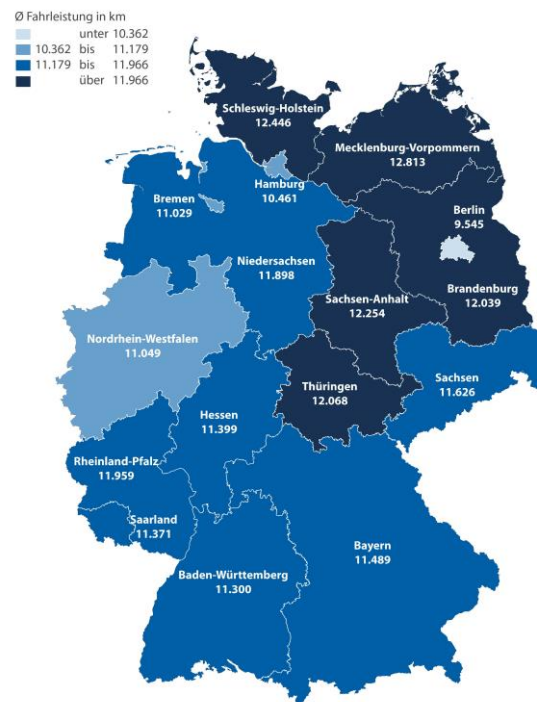 Ø Fahrleistung in km
unter 10.362
10.362 bis 11.179
11.179 bis 11.966
über 11.966
Schleswig-Holstein
12.446
Mecklenburg-Vorpommern
12.813
Hamburg
10.461
Bremen
11.029
Berlin
9.545
Niedersachsen
11.898
Brandenburg
12.039
Sachsen-Anhalt
12.254
Nordrhein-Westfalen
11.049
Sachsen
11.626
Thüringen
12.068
Hessen
11.399
Rheinland-Pfalz
11.959
Saarland
11.371
Bayern
11.489
Baden-Württemberg
11.300